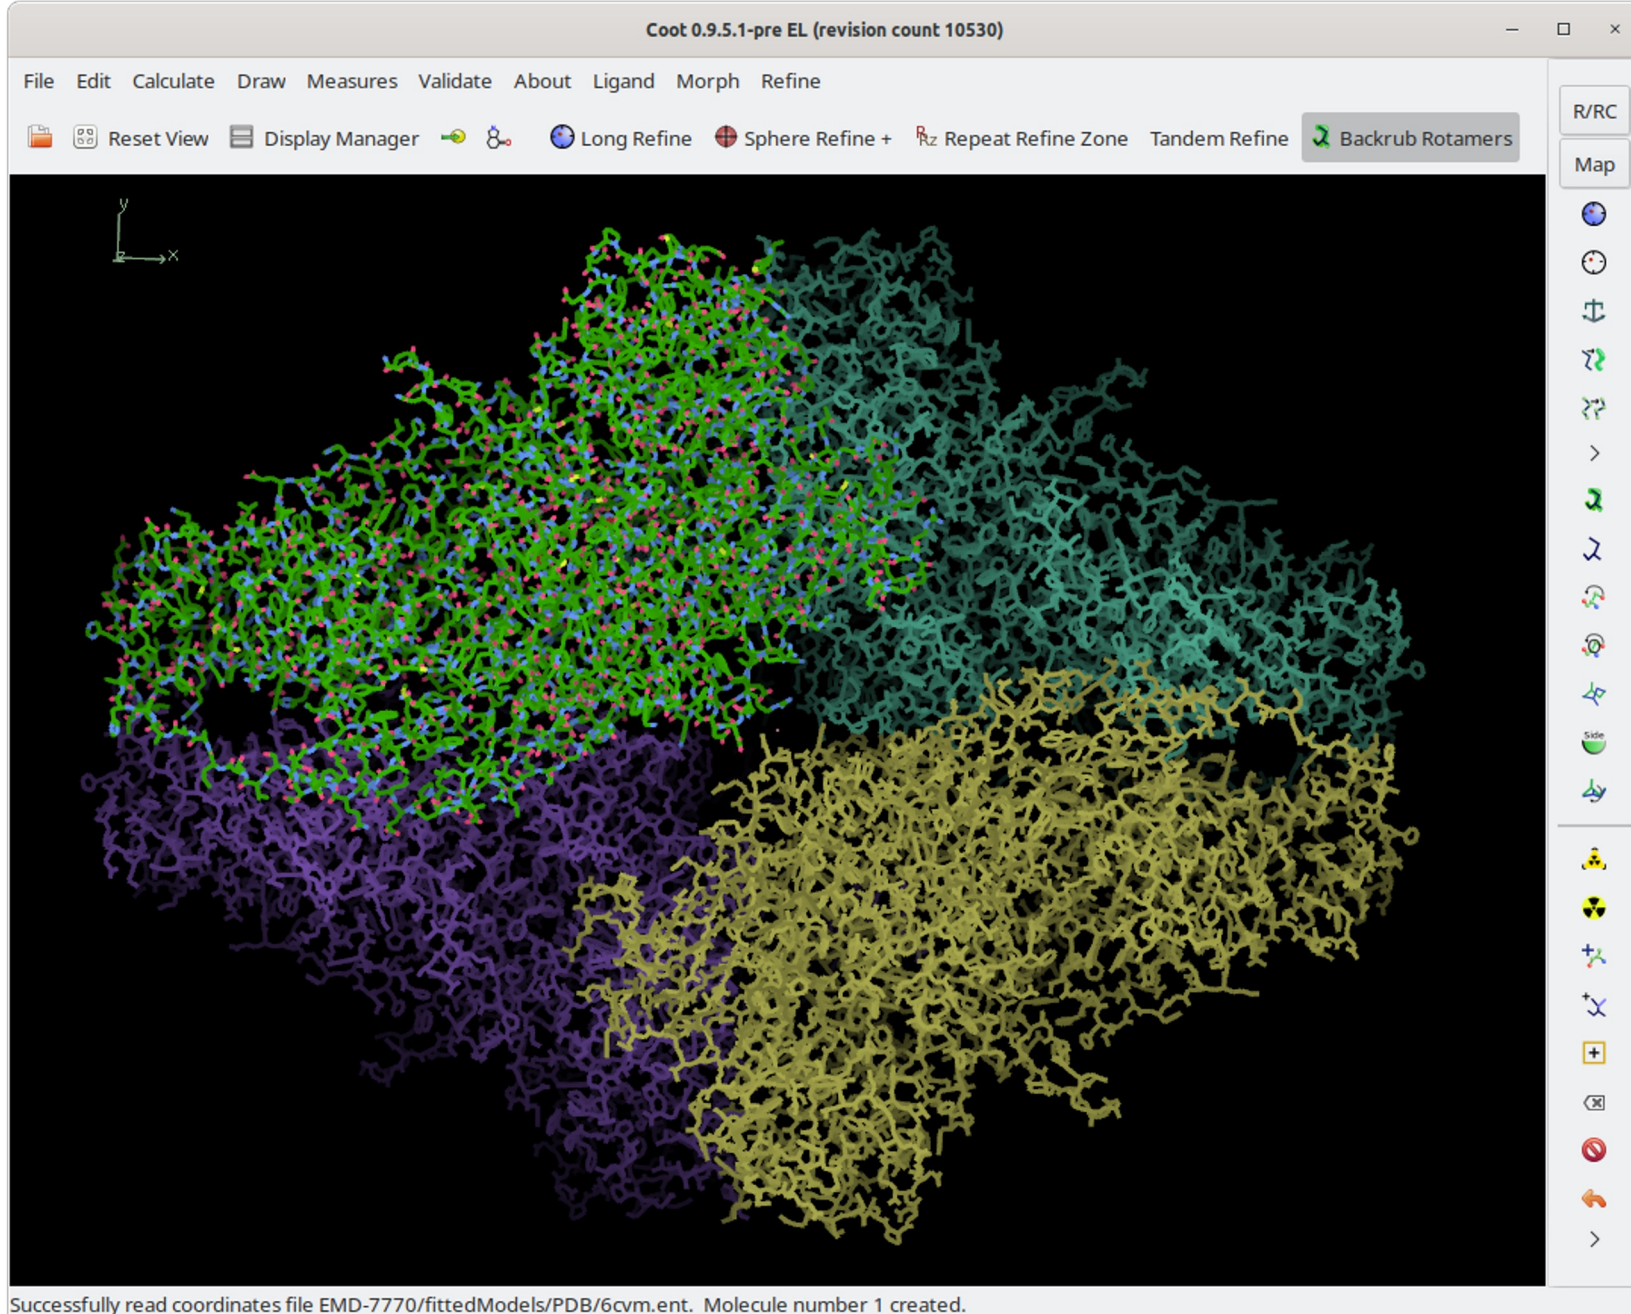 Coot 0.9.5.1-pre EL (revision count 10530)
File Edit Calculate Draw Measures Validate About Ligand Morph Refine
R/RC
Reset View Display Manager Long Refine Sphere Refine + Rz Repeat Refine Zone Tandem Refine Backrub Rotamers
Map
y
z x
Side
Successfully read coordinates file EMD-7770/fittedModels/PDB/6cvm.ent. Molecule number 1 created.